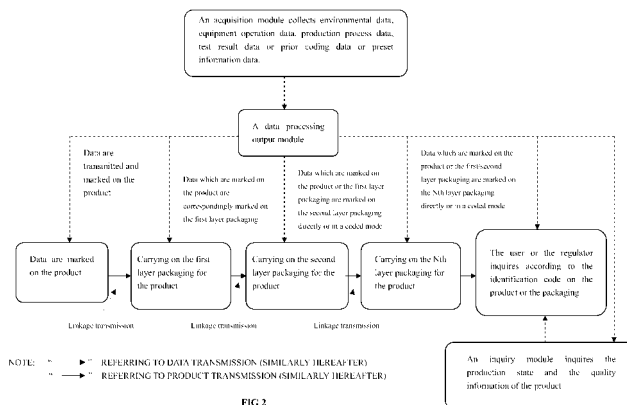 An acquisition module collects environmental data,
equipment operation data, production process data,
test result data or prior coding data or preset
information data.
A data processing
output module
Data are
transmitted and
marked on the
product
Data which are marked on
the product are
correspondingly marked on
the first layer packaging
Data which are marked on
the product or the first layer
packaging are marked on
the second layer packaging
directly or in a coded mode
Data which are marked on the
product or the first/second
layer packaging are marked
on the Nth layer packaging
directly or in a coded mode
Data are marked
on the product
Carrying on the first
layer packaging for
the product
Carrying on the second
layer packaging for the
product
Carrying on the Nth
layer packaging for
the product
The user or the regulator
inquires according to the
identification code on
the product or the packaging
Linkage transmission
Linkage transmission
Linkage transmission
An inquiry module inquires the
production state and the quality
information of the product
NOTE: " " REFERRING TO DATA TRANSMISSION (SIMILARLY HEREAFTER)
" " REFERRING TO PRODUCT TRANSMISSION (SIMILARLY HEREAFTER)
FIG 2